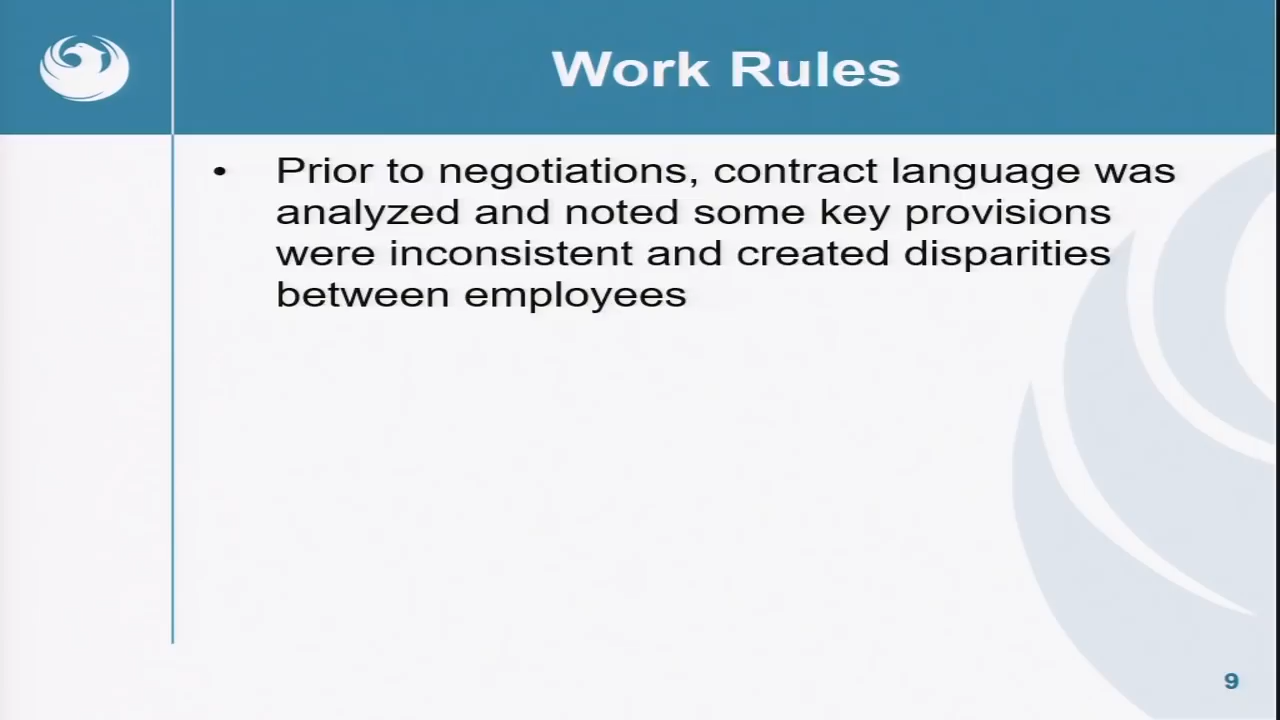 Work Rules
• Prior to negotiations, contract language was
analyzed and noted some key provisions
were inconsistent and created disparities
between employees
9